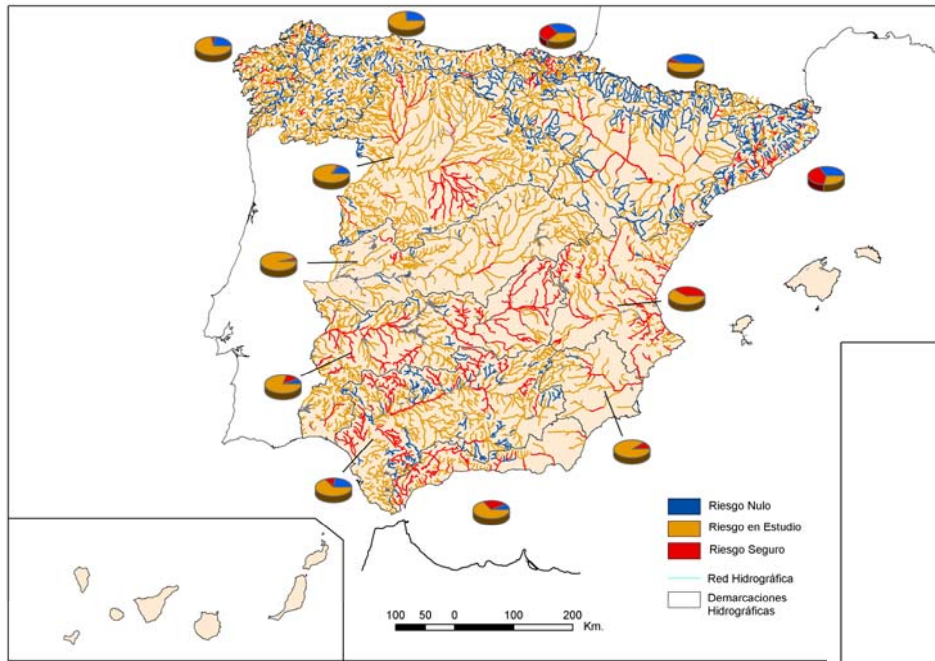 Riesgo Nulo
Riesgo en Estudio
Riesgo Seguro
Red Hidrográfica
Demarcaciones
Hidrográficas
100 50 0 100 200
Km.